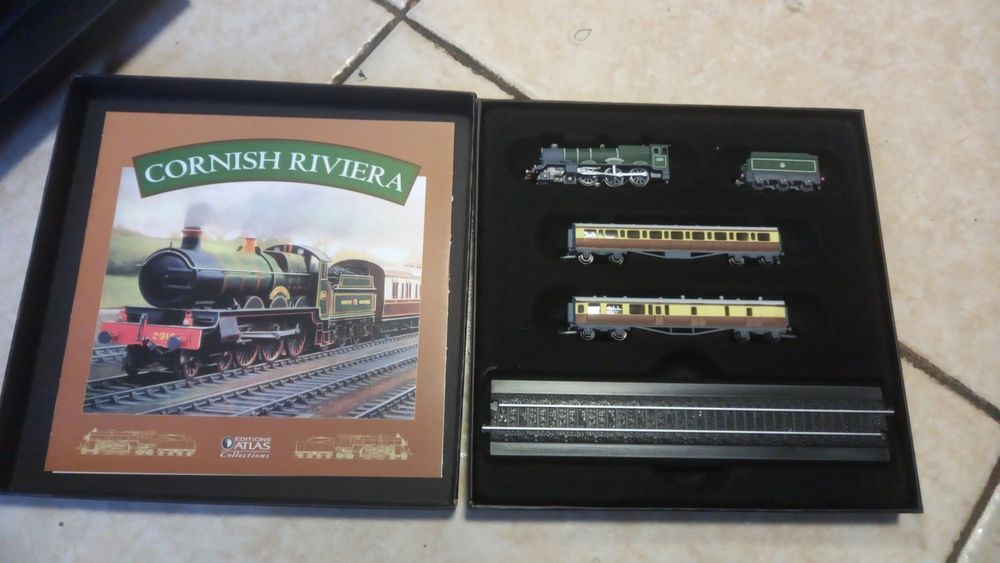 CORNISH RIVIERA
EDITIONS
ATLAS
Collections